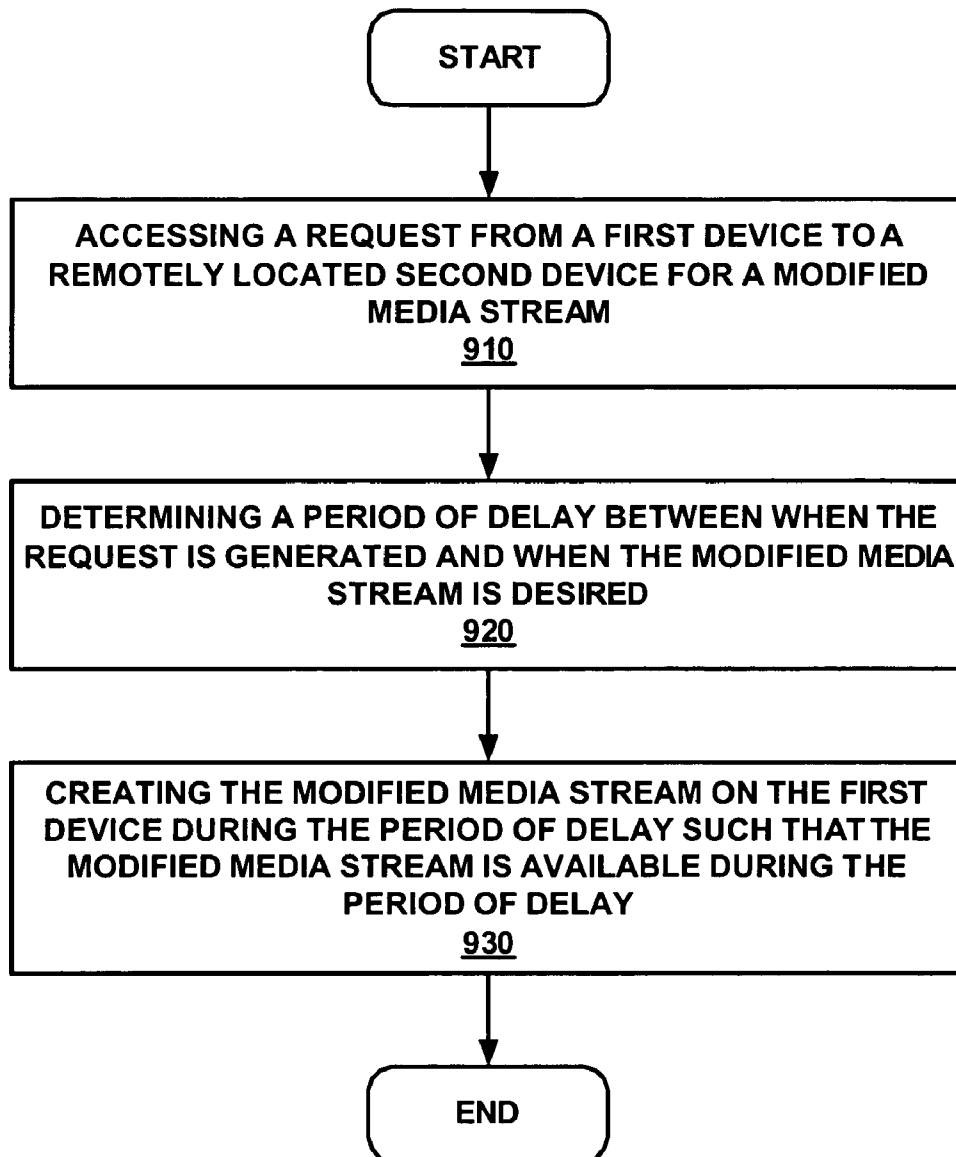 START
ACCESSING A REQUEST FROM A FIRST DEVICE TO A
REMOTELY LOCATED SECOND DEVICE FOR A MODIFIED
MEDIA STREAM
910
DETERMINING A PERIOD OF DELAY BETWEEN WHEN THE
REQUEST IS GENERATED AND WHEN THE MODIFIED MEDIA
STREAM IS DESIRED
920
CREATING THE MODIFIED MEDIA STREAM ON THE FIRST
DEVICE DURING THE PERIOD OF DELAY SUCH THAT THE
MODIFIED MEDIA STREAM IS AVAILABLE DURING THE
PERIOD OF DELAY
930
END